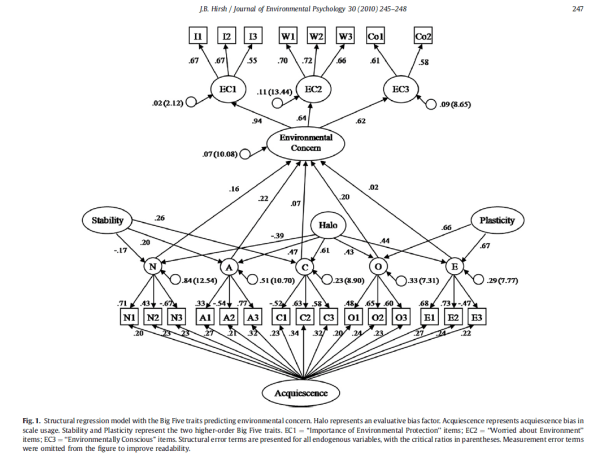 J.B. Hirsh / Journal of Environmental Psychology 30 (2010) 245–248
247
I1 I2 I3 W1 W2 W3 Co1 Co2
.67 .67 .55 .70 .72 .66 .61 .58
EC1 EC2 EC3
.02 (2.12) .11 (13.44) .09 (8.65)
.94 .64 .62
Environmental
Concern
.07 (10.08)
.16 .22 .07 .20 .02
Stability Halo Plasticity
.26 -.39 .66
-.17 .20 .47 .61 .43 .44 .67
N A C O E
.84 (12.54) .51 (10.70) .23 (8.90) .33 (7.31) .29 (7.77)
.71 .43 -.67 .33 -.54 .77 -.52 .63 .58 .48 .65 .60 .68 .73 -.47
N1 N2 N3 A1 A2 A3 C1 C2 C3 O1 O2 O3 E1 E2 E3
.20 .23 .23 .27 .21 .32 .23 .34 .32 .20 .24 .23 .27 .24 .22
Acquiescence
Fig. 1. Structural regression model with the Big Five traits predicting environmental concern. Halo represents an evaluative bias factor. Acquiescence represents acquiescence bias in
scale usage. Stability and Plasticity represent the two higher-order Big Five traits. EC1 = "Importance of Environmental Protection" items; EC2 = "Worried about Environment"
items; EC3 = "Environmentally Conscious" items. Structural error terms are presented for all endogenous variables, with the critical ratios in parentheses. Measurement error terms
were omitted from the figure to improve readability.